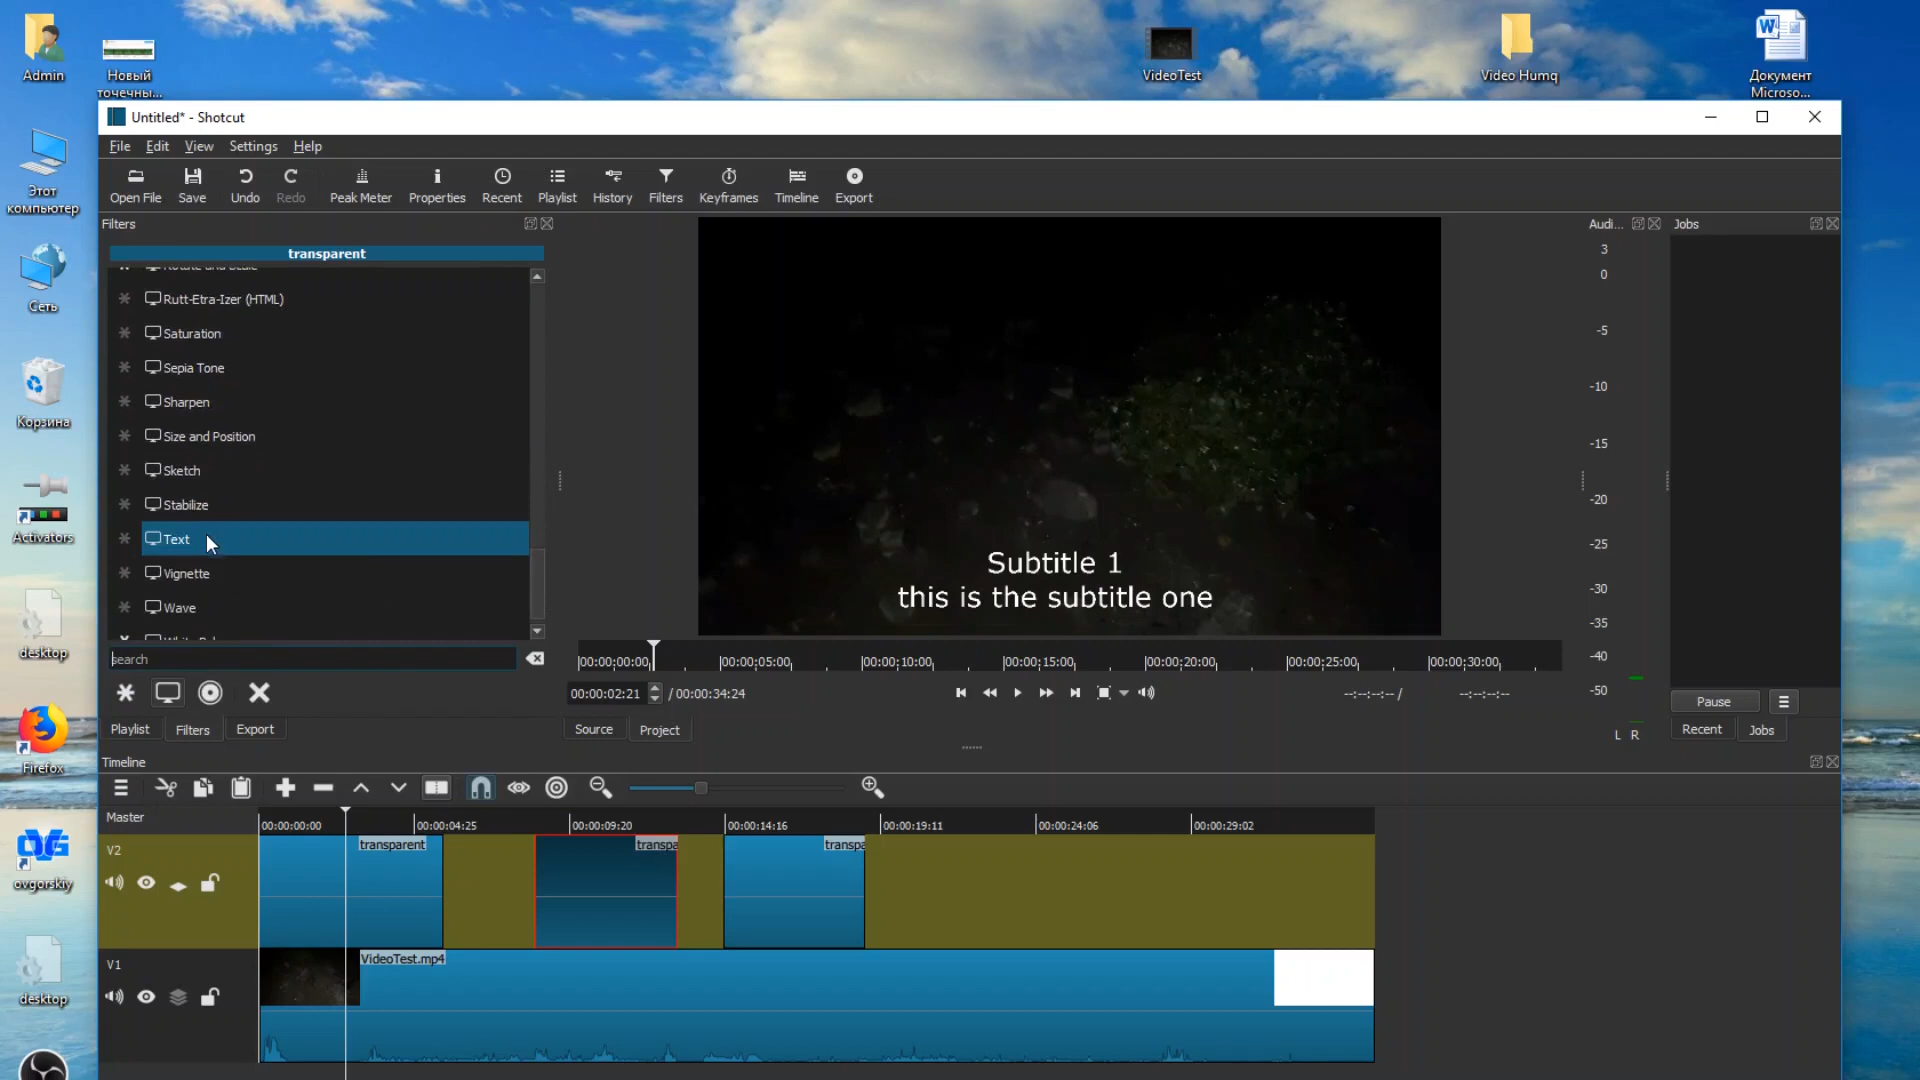 Admin
Новый
точечны...
VideoTest
Video Humq
Документ
Microso...
Этот
компьютер
Сеть
Корзина
Activators
desktop
Firefox
ovgorskiy
desktop
Untitled* - Shotcut
File Edit View Settings Help
Open File Save Undo Redo Peak Meter Properties Recent Playlist History Filters Keyframes Timeline Export
Filters
transparent
Rotate and Scale
Rutt-Etra-Izer (HTML)
Saturation
Sepia Tone
Sharpen
Size and Position
Sketch
Stabilize
Text
Vignette
Wave
search
Playlist Filters Export
Subtitle 1
this is the subtitle one
00:00:00:00 00:00:05:00 00:00:10:00 00:00:15:00 00:00:20:00 00:00:25:00 00:00:30:00
00:00:02:21 / 00:00:34:24 --:--:--:-- / --:--:--:--
Source Project
Audi...
3
0
-5
-10
-15
-20
-25
-30
-35
-40
-50
L R
Jobs
Pause
Recent Jobs
Timeline
Master
00:00:00:00 00:00:04:25 00:00:09:20 00:00:14:16 00:00:19:11 00:00:24:06 00:00:29:02
V2
transparent transpa transpa
V1
VideoTest.mp4